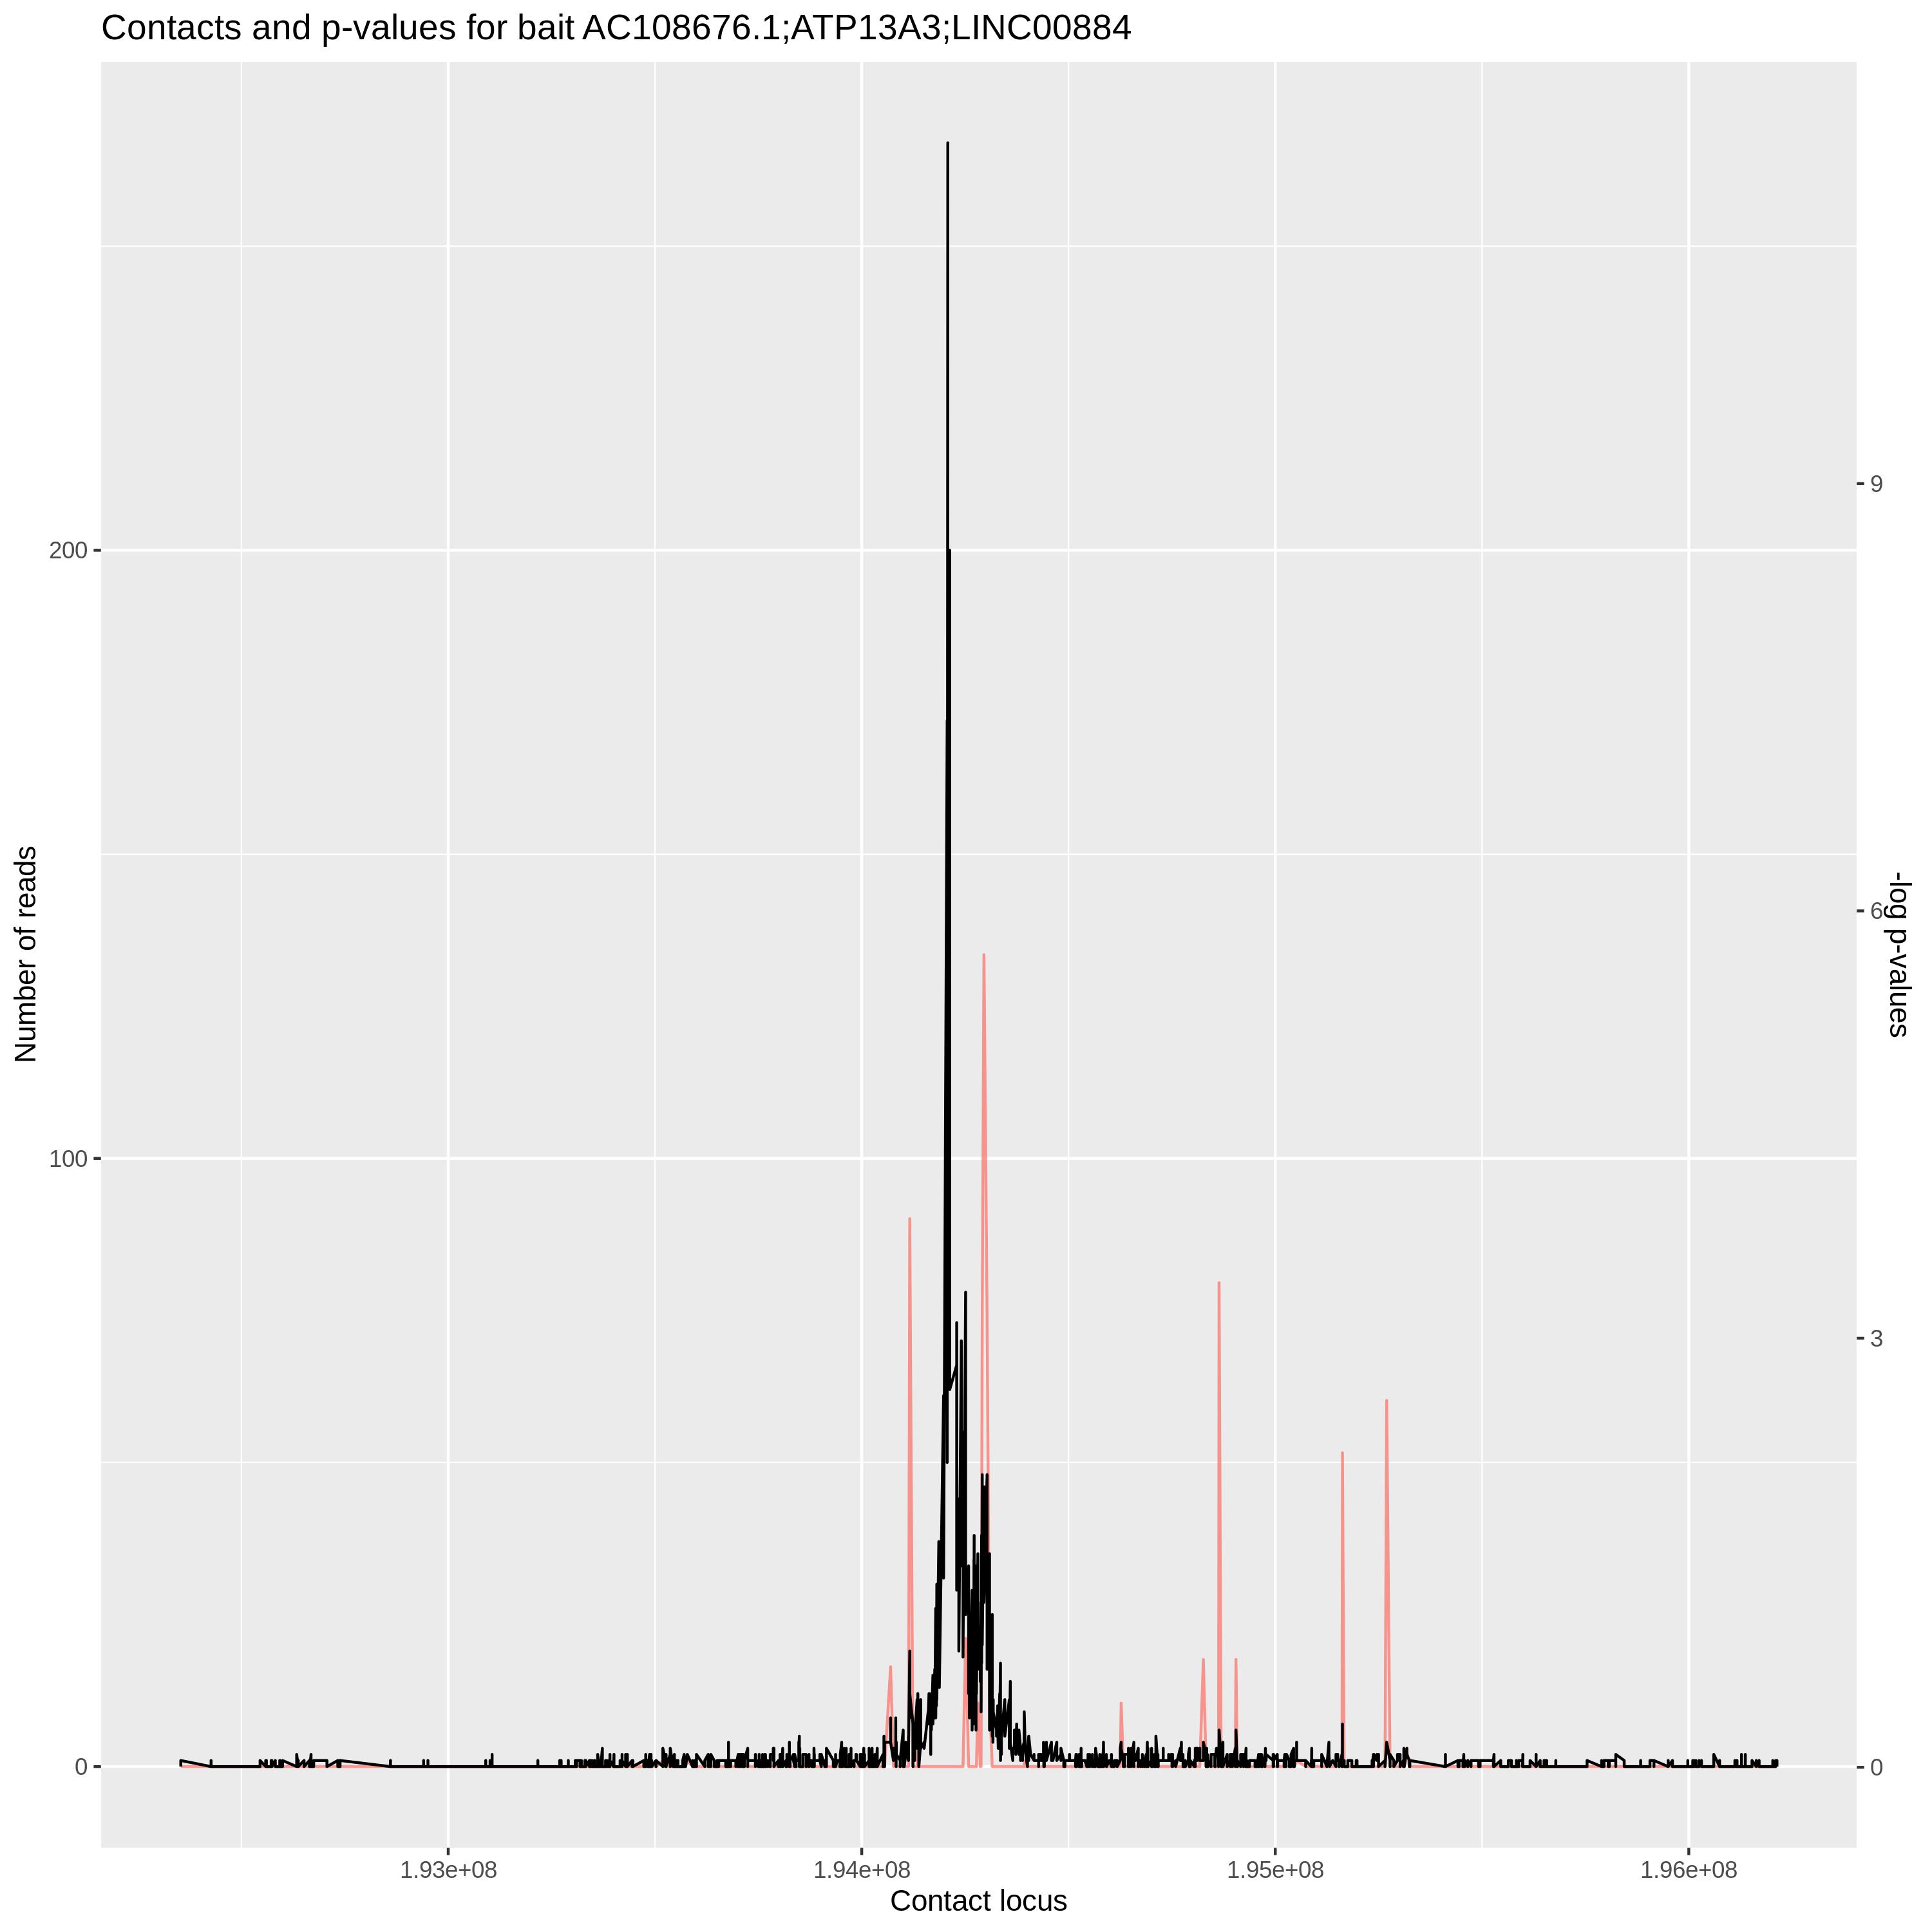 Contacts and p-values for bait AC108676.1;ATP13A3;LINC00884
Number of reads
200
100
0
9
6
3
0
-log p-values
1.93e+08
1.94e+08
1.95e+08
1.96e+08
Contact locus